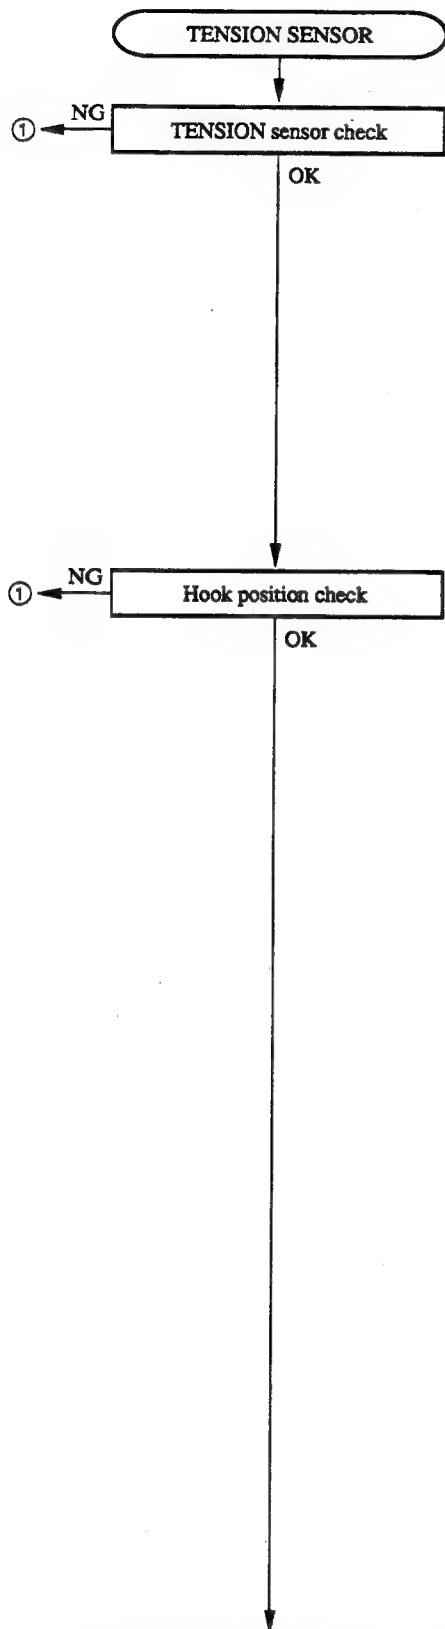 TENSION SENSOR
① NG TENSION sensor check
OK
① NG Hook position check
OK